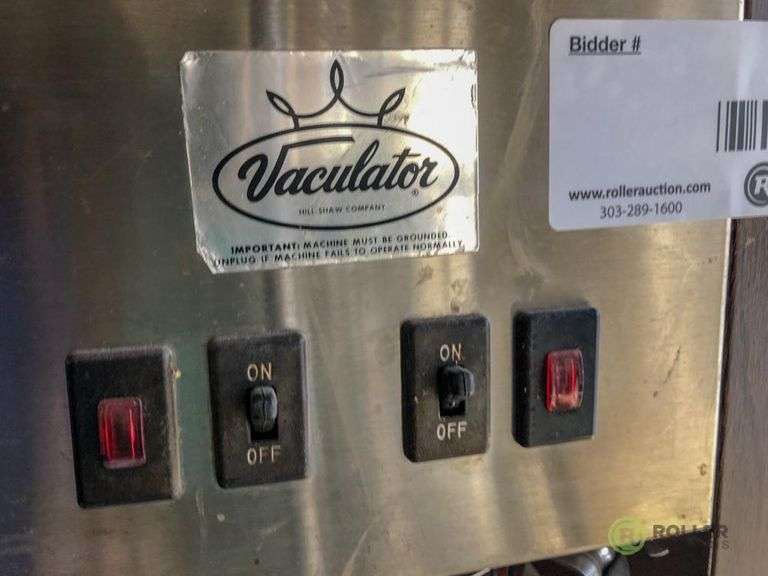 Vaculator®
HILL-SHAW COMPANY
IMPORTANT: MACHINE MUST BE GROUNDED.
UNPLUG IF MACHINE FAILS TO OPERATE NORMALLY.
Bidder #
www.rollerauction.com
303-289-1600
R
ON
OFF
ON
OFF
ROLLER